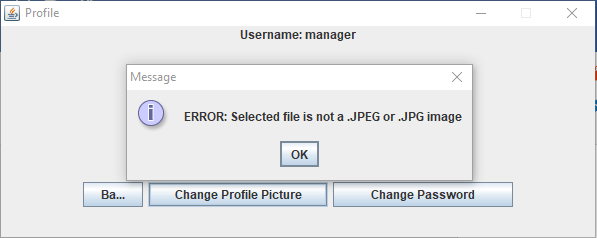 Profile
Username: manager
Message
ERROR: Selected file is not a .JPEG or .JPG image
OK
Ba... Change Profile Picture Change Password